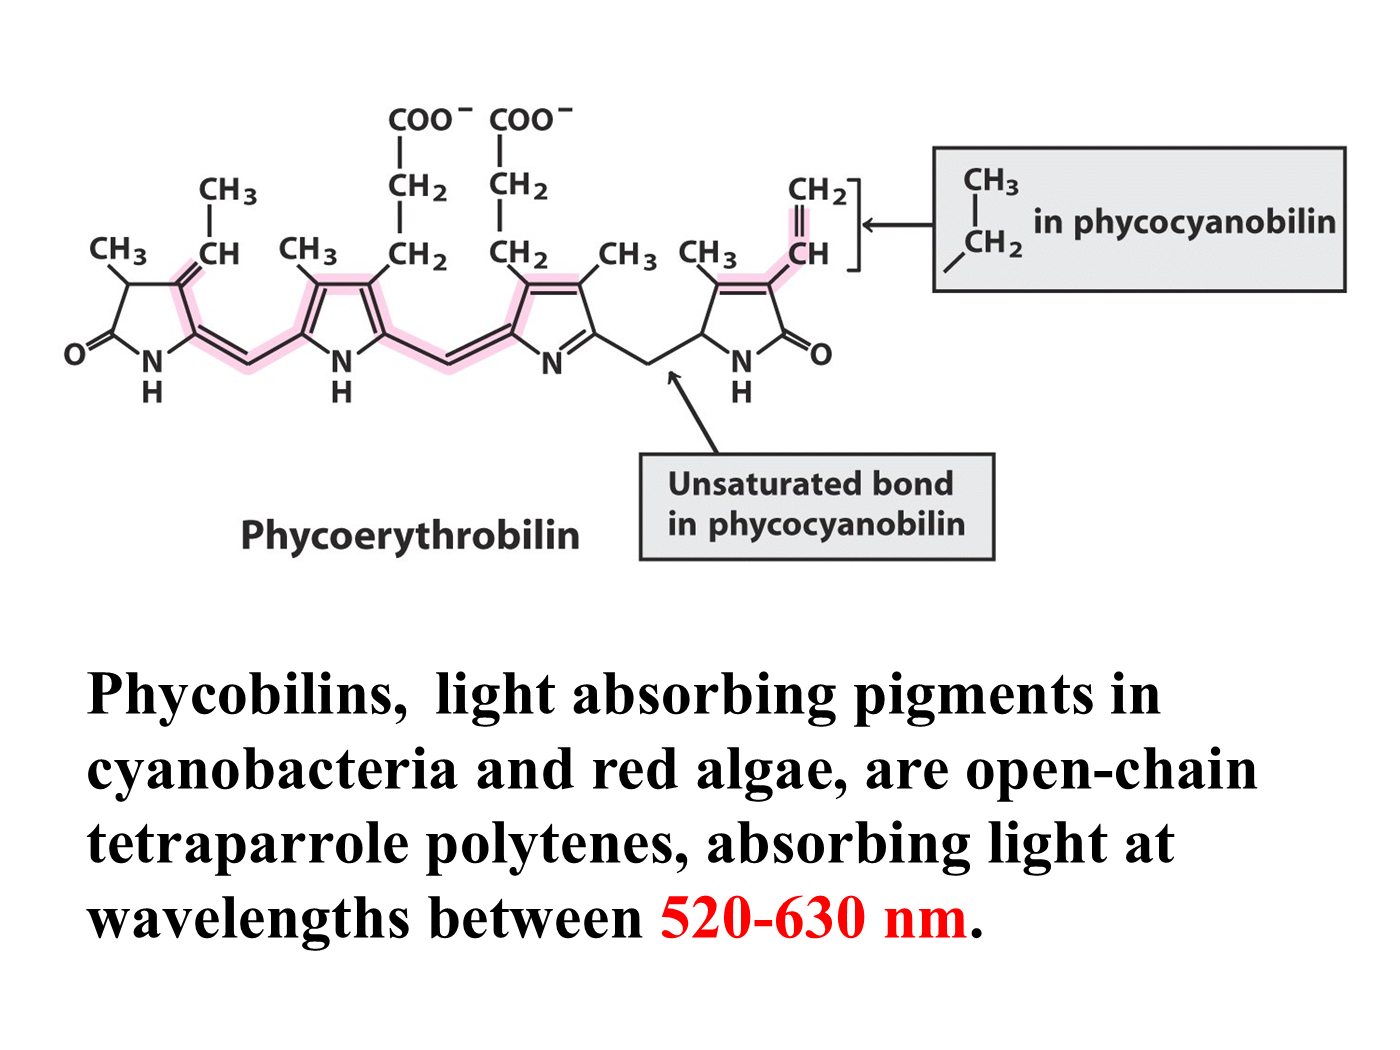 COO⁻ COO⁻
CH₃ CH₂ CH₂ CH₂ CH₃ in phycocyanobilin
CH₃ CH CH₃ CH₂ CH₂ CH₃ CH₃ CH CH₂
O N H N H N N H O
Unsaturated bond
in phycocyanobilin
Phycoerythrobilin
Phycobilins, light absorbing pigments in
cyanobacteria and red algae, are open-chain
tetraparrole polytenes, absorbing light at
wavelengths between 520-630 nm.